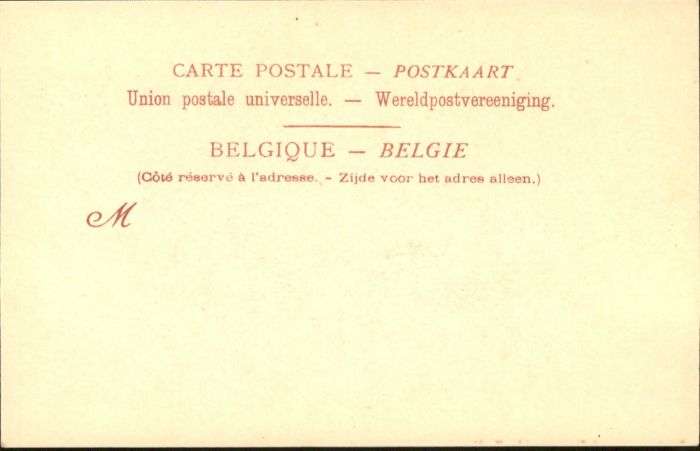 CARTE POSTALE — POSTKAART
Union postale universelle. — Wereldpostvereeniging.
BELGIQUE — BELGIE
(Côté réservé à l'adresse. - Zijde voor het adres alleen.)
M